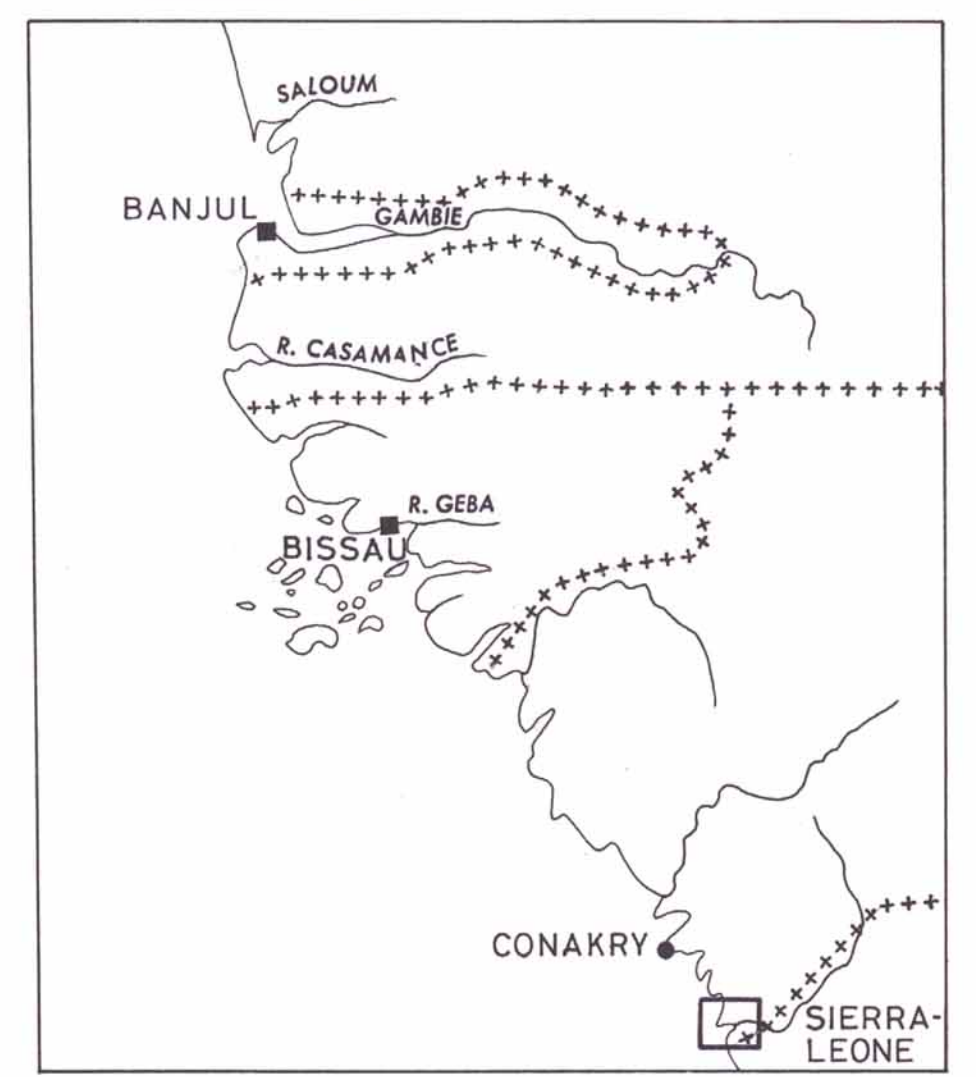 SALOUM
BANJUL
GAMBIE
R. CASAMANCE
R. GEBA
BISSAU
CONAKRY
SIERRA-
LEONE